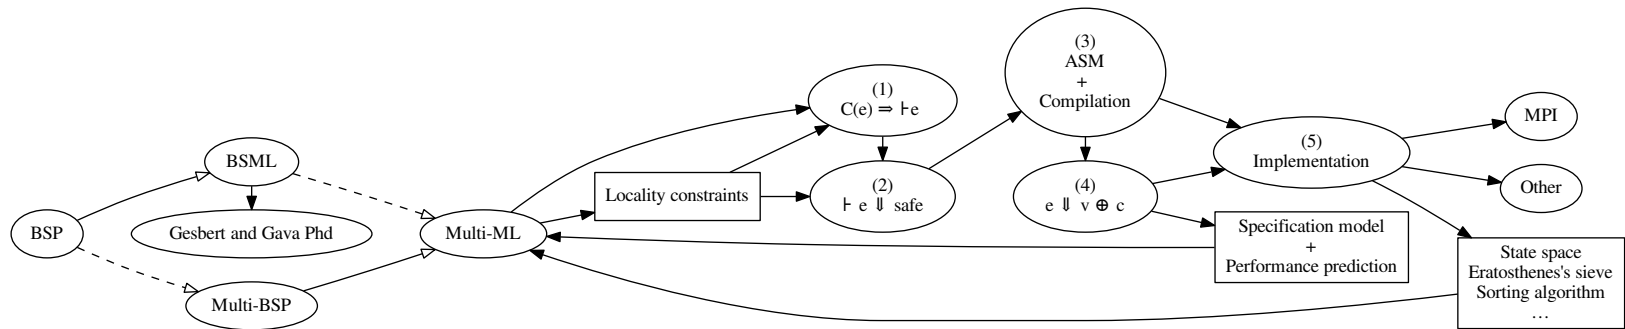 BSP
BSML
Gesbert and Gava Phd
Multi-BSP
Multi-ML
Locality constraints
(1)
C(e) ⇒ ⊦ e
(2)
⊦ e ⇓ safe
(3)
ASM
+
Compilation
(4)
e ⇓ v ⊕ c
(5)
Implementation
Specification model
+
Performance prediction
MPI
Other
State space
Eratosthenes's sieve
Sorting algorithm
…